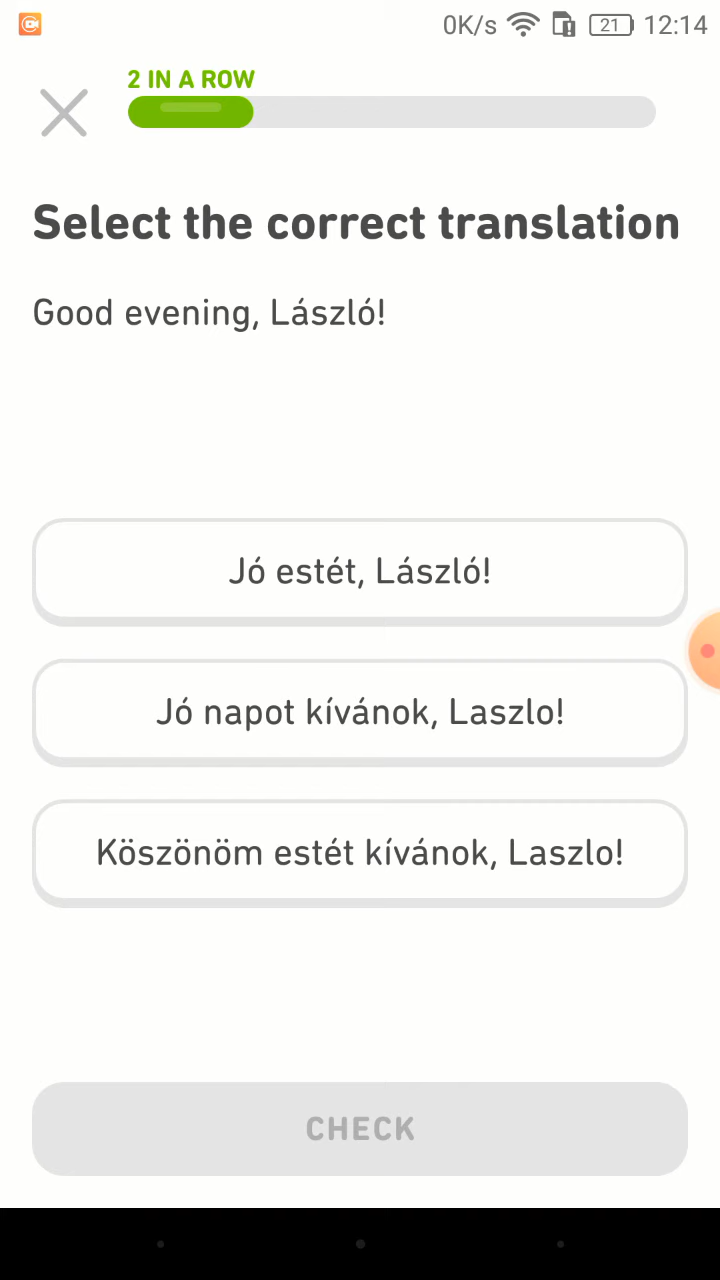 0K/s 21 12:14
2 IN A ROW
Select the correct translation
Good evening, László!
Jó estét, László!
Jó napot kívánok, Laszlo!
Köszönöm estét kívánok, Laszlo!
CHECK